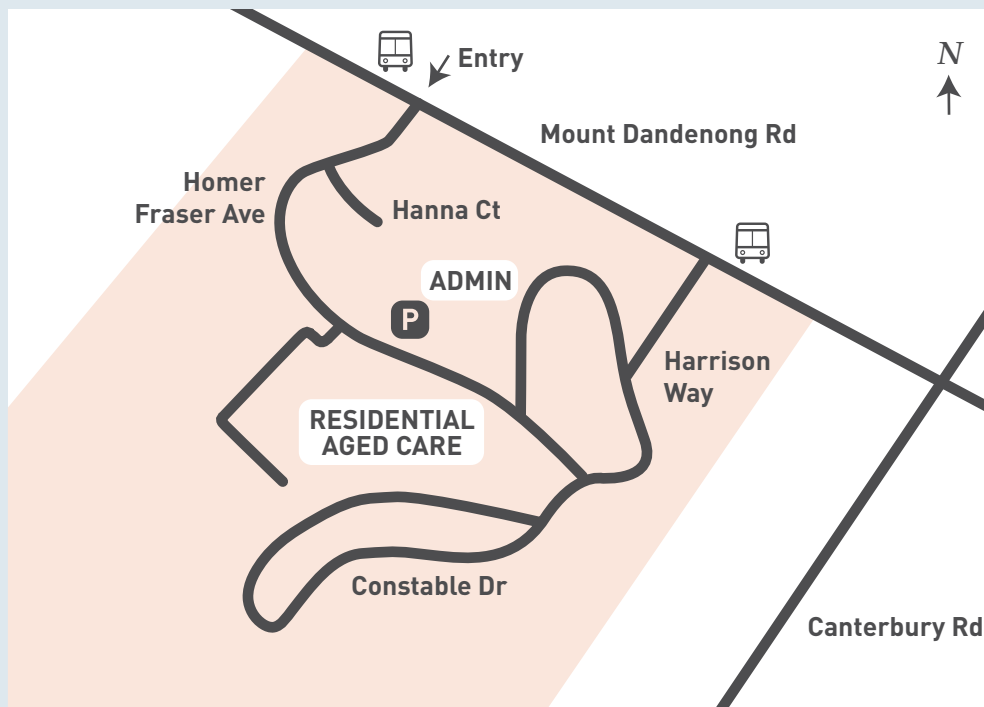 Entry
N
Mount Dandenong Rd
Homer
Fraser Ave
Hanna Ct
ADMIN
P
Harrison
Way
RESIDENTIAL
AGED CARE
Constable Dr
Canterbury Rd